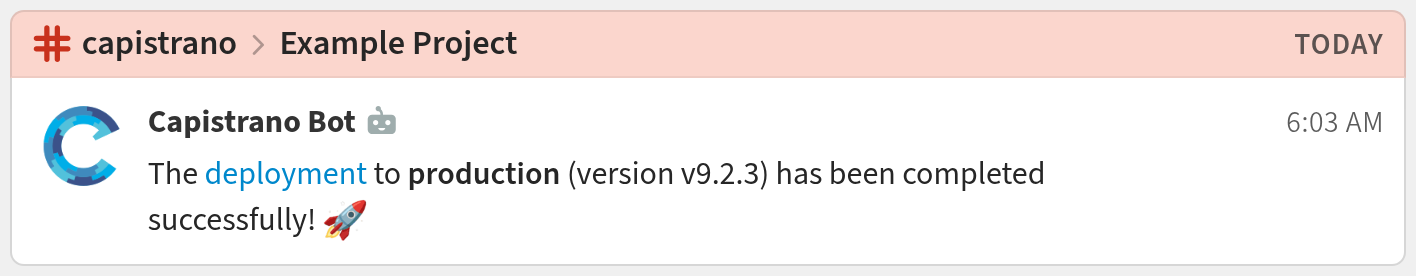 # capistrano > Example Project TODAY
Capistrano Bot 6:03 AM
The deployment to production (version v9.2.3) has been completed
successfully! 🚀